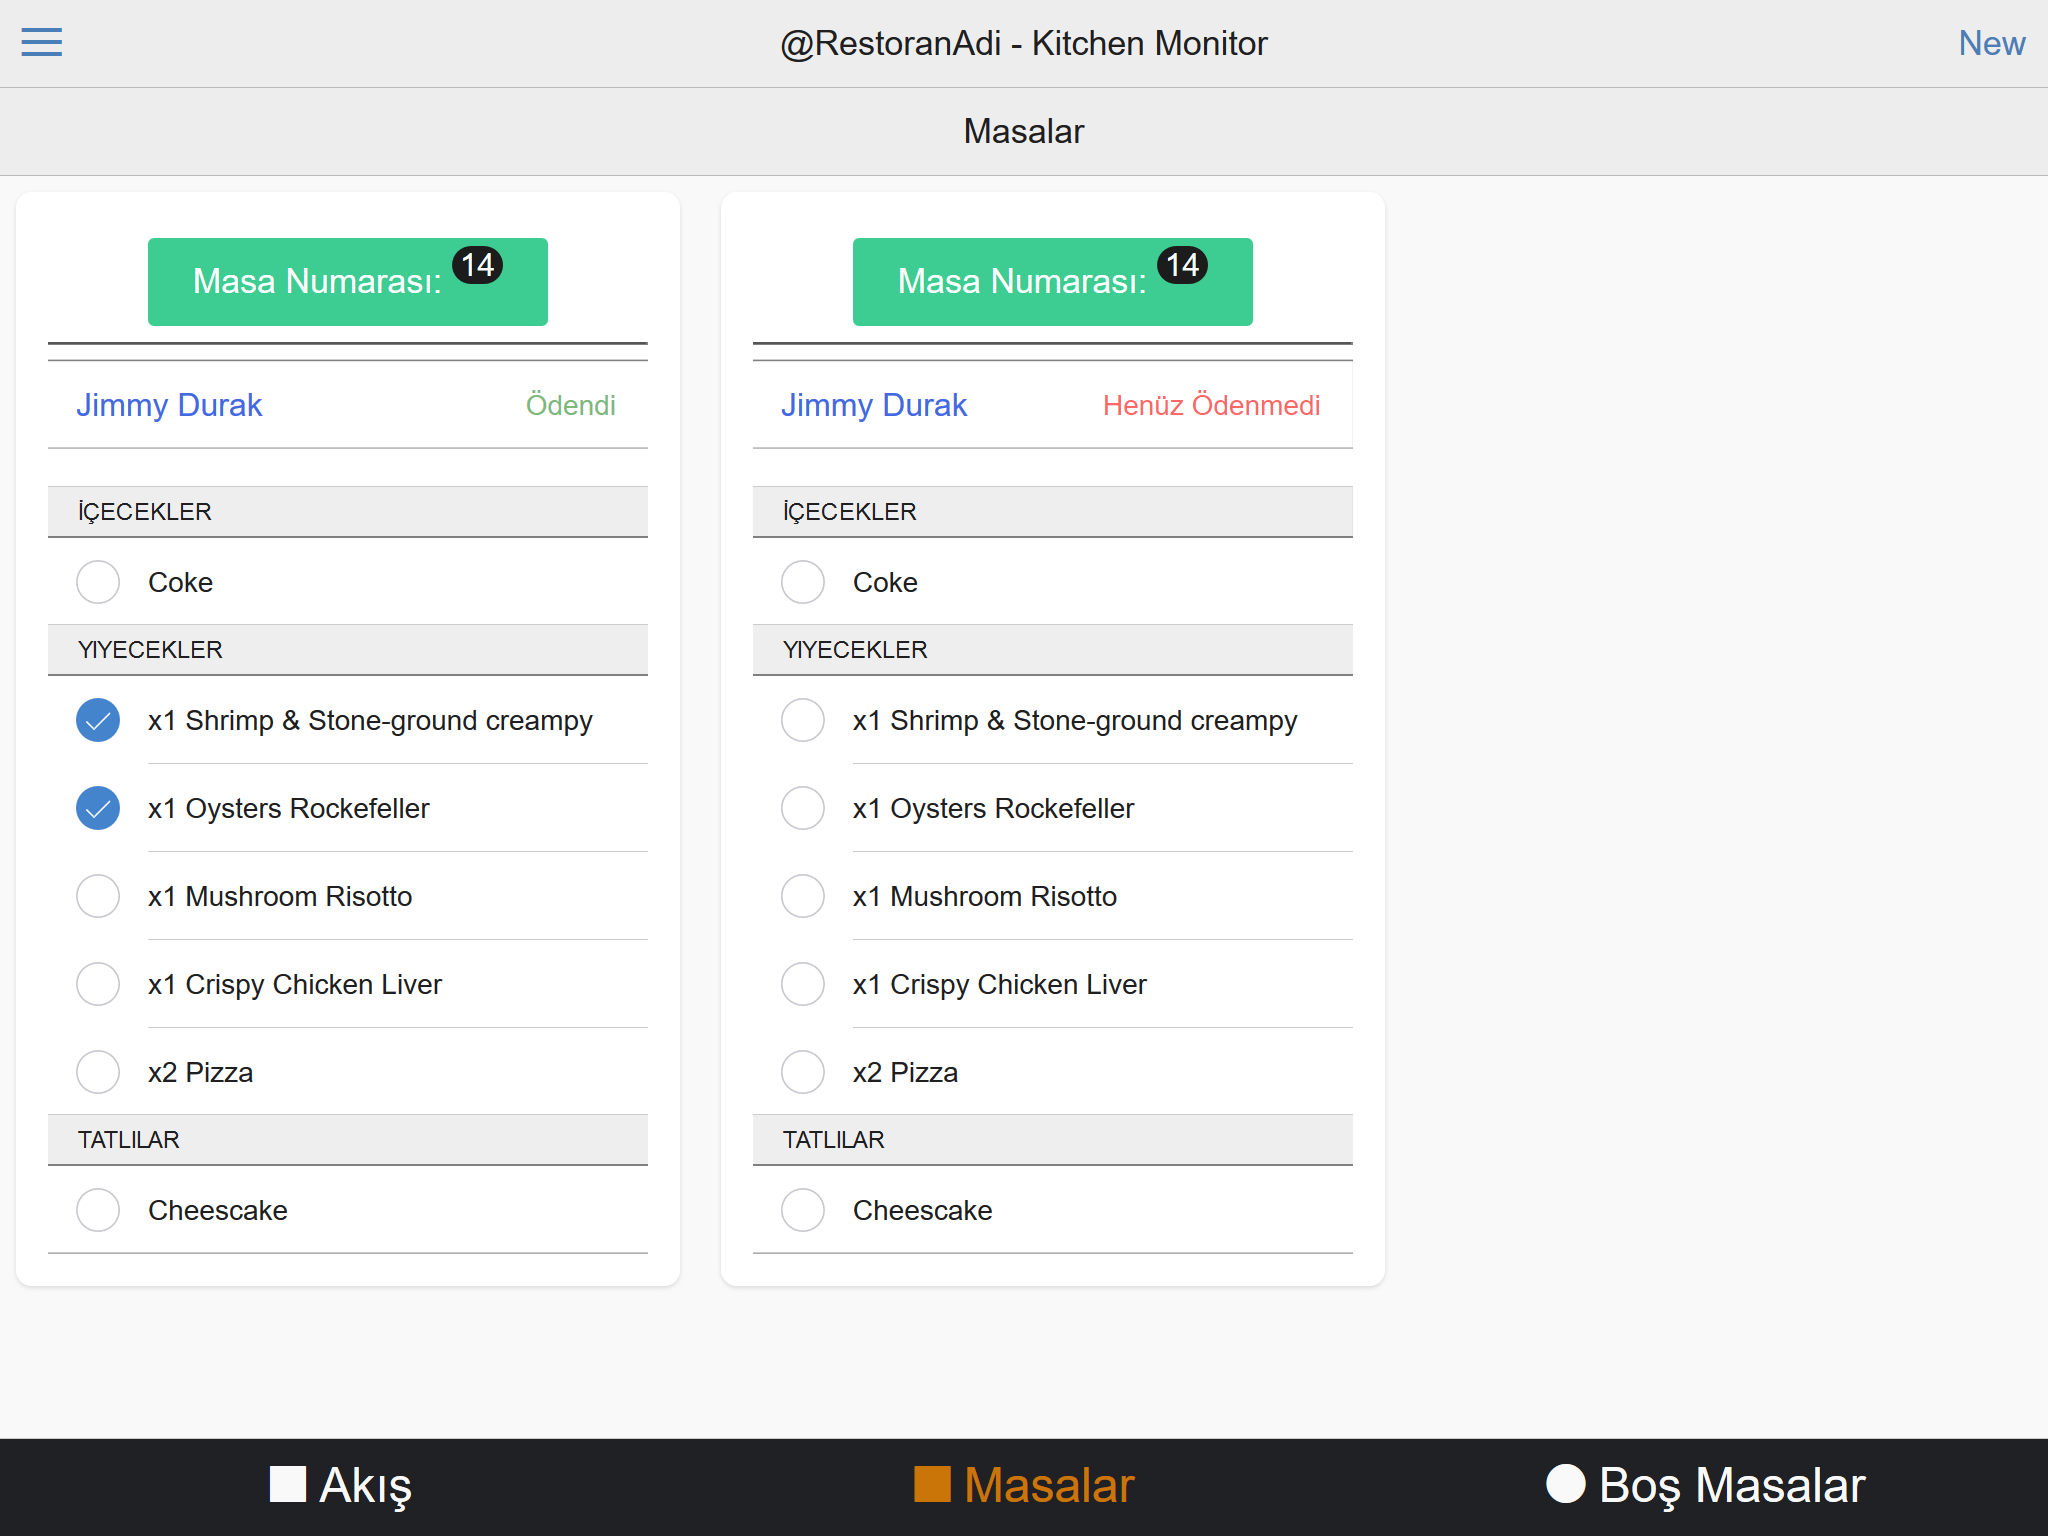 @RestoranAdi - Kitchen Monitor
New
Masalar
Masa Numarası: 14
Jimmy Durak
Ödendi
İÇECEKLER
Coke
YIYECEKLER
x1 Shrimp & Stone-ground creampy
x1 Oysters Rockefeller
x1 Mushroom Risotto
x1 Crispy Chicken Liver
x2 Pizza
TATLILAR
Cheescake
Masa Numarası: 14
Jimmy Durak
Henüz Ödenmedi
İÇECEKLER
Coke
YIYECEKLER
x1 Shrimp & Stone-ground creampy
x1 Oysters Rockefeller
x1 Mushroom Risotto
x1 Crispy Chicken Liver
x2 Pizza
TATLILAR
Cheescake
Akış
Masalar
Boş Masalar